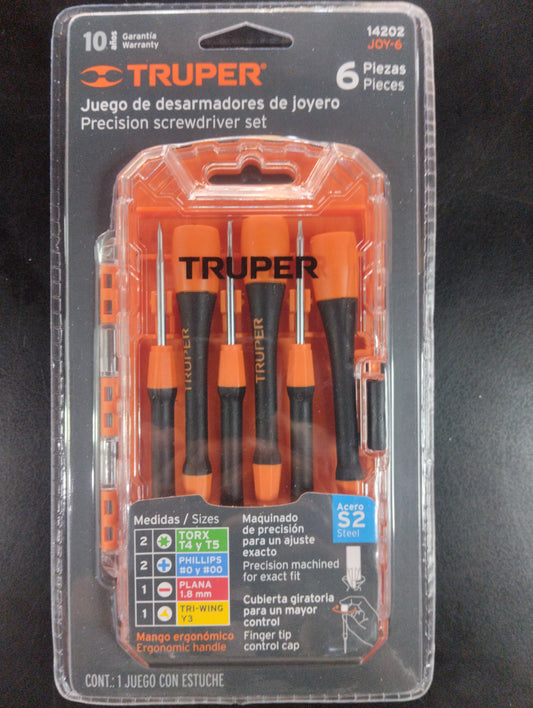 10 años Garantía Warranty
14202
JOY-6
TRUPER®
6 Piezas Pieces
Juego de desarmadores de joyero
Precision screwdriver set
TRUPER
TRUPER
TRUPER
Medidas / Sizes
2 TORX T4 y T5
2 PHILLIPS #0 y #00
1 PLANA 1.8 mm
1 TRI-WING Y3
Mango ergonómico
Ergonomic handle
Maquinado
de precisión
para un ajuste
exacto
Precision machined
for exact fit
Cubierta giratoria
para un mayor
control
Finger tip
control cap
Acero
S2
Steel
CONT.: 1 JUEGO CON ESTUCHE